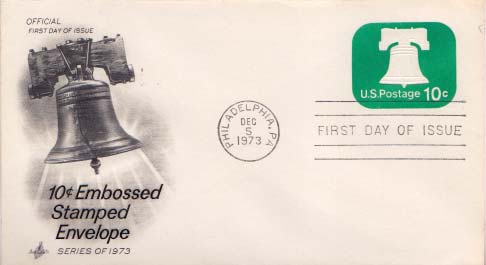 OFFICIAL
FIRST DAY OF ISSUE
10¢ Embossed
Stamped
Envelope
SERIES OF 1973
PHILADELPHIA, PA
DEC
5
1973
U.S. Postage 10c
FIRST DAY OF ISSUE